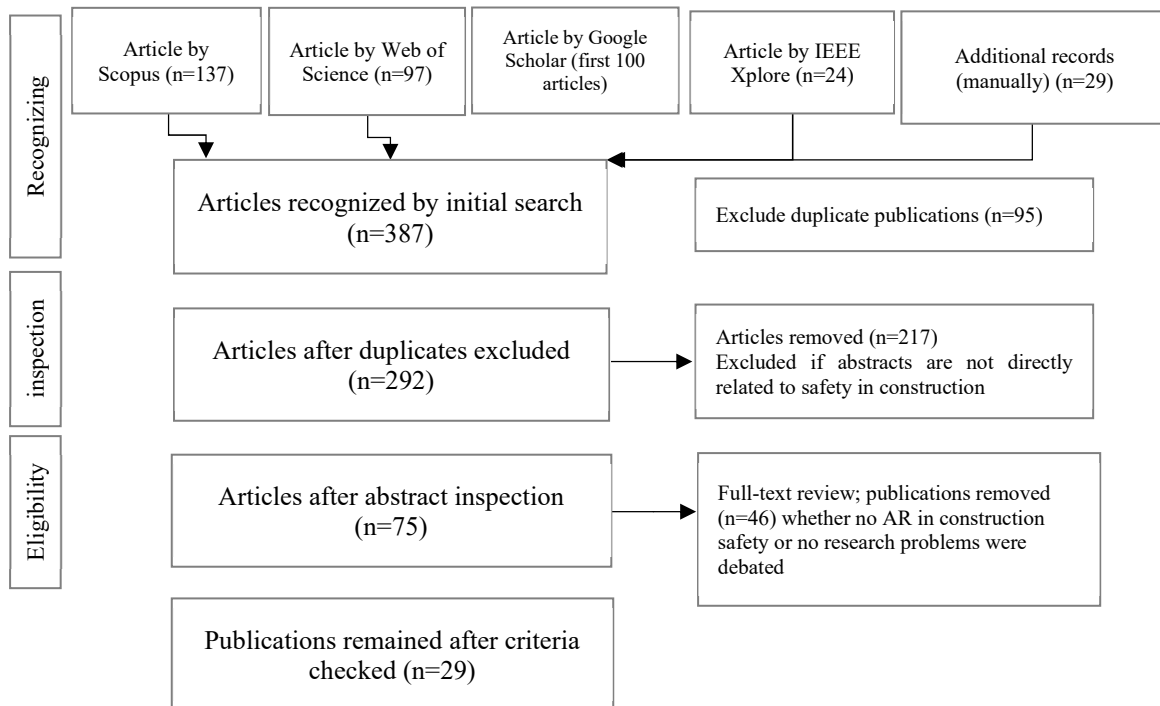 Recognizing
Article by
Scopus (n=137)
Article by Web of
Science (n=97)
Article by Google
Scholar (first 100
articles)
Article by IEEE
Xplore (n=24)
Additional records
(manually) (n=29)
Articles recognized by initial search
(n=387)
Exclude duplicate publications (n=95)
inspection
Articles after duplicates excluded
(n=292)
Articles removed (n=217)
Excluded if abstracts are not directly
related to safety in construction
Eligibility
Articles after abstract inspection
(n=75)
Full-text review; publications removed
(n=46) whether no AR in construction
safety or no research problems were
debated
Publications remained after criteria
checked (n=29)